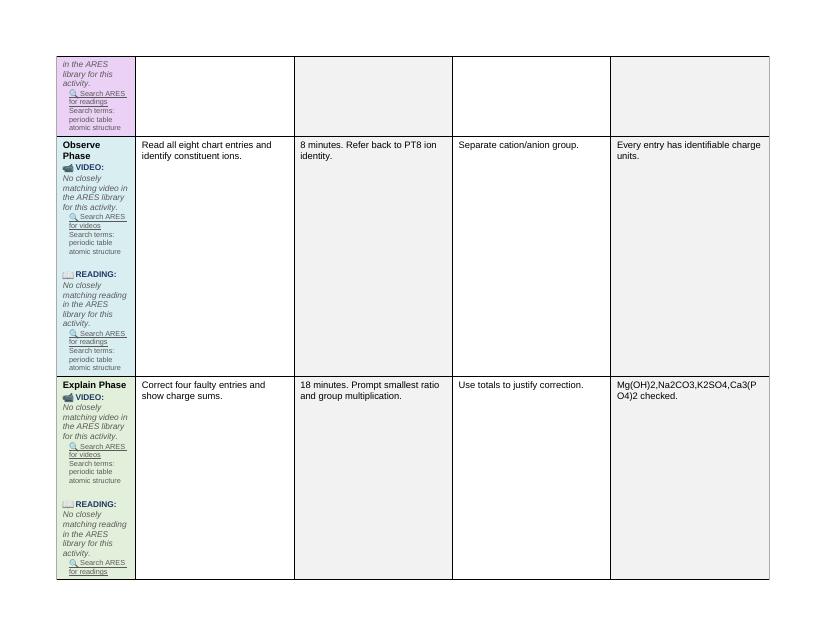 in the ARES
library for this
activity.
🔍 Search ARES
for readings
Search terms:
periodic table
atomic structure
Observe
Phase
📹 VIDEO:
No closely
matching video in
the ARES library
for this activity.
🔍 Search ARES
for videos
Search terms:
periodic table
atomic structure
📖 READING:
No closely
matching reading
in the ARES
library for this
activity.
🔍 Search ARES
for readings
Search terms:
periodic table
atomic structure
Read all eight chart entries and
identify constituent ions.
8 minutes. Refer back to PT8 ion
identity.
Separate cation/anion group.
Every entry has identifiable charge
units.
Explain Phase
📹 VIDEO:
No closely
matching video in
the ARES library
for this activity.
🔍 Search ARES
for videos
Search terms:
periodic table
atomic structure
📖 READING:
No closely
matching reading
in the ARES
library for this
activity.
🔍 Search ARES
for readings
Correct four faulty entries and
show charge sums.
18 minutes. Prompt smallest ratio
and group multiplication.
Use totals to justify correction.
Mg(OH)2,Na2CO3,K2SO4,Ca3(P
O4)2 checked.